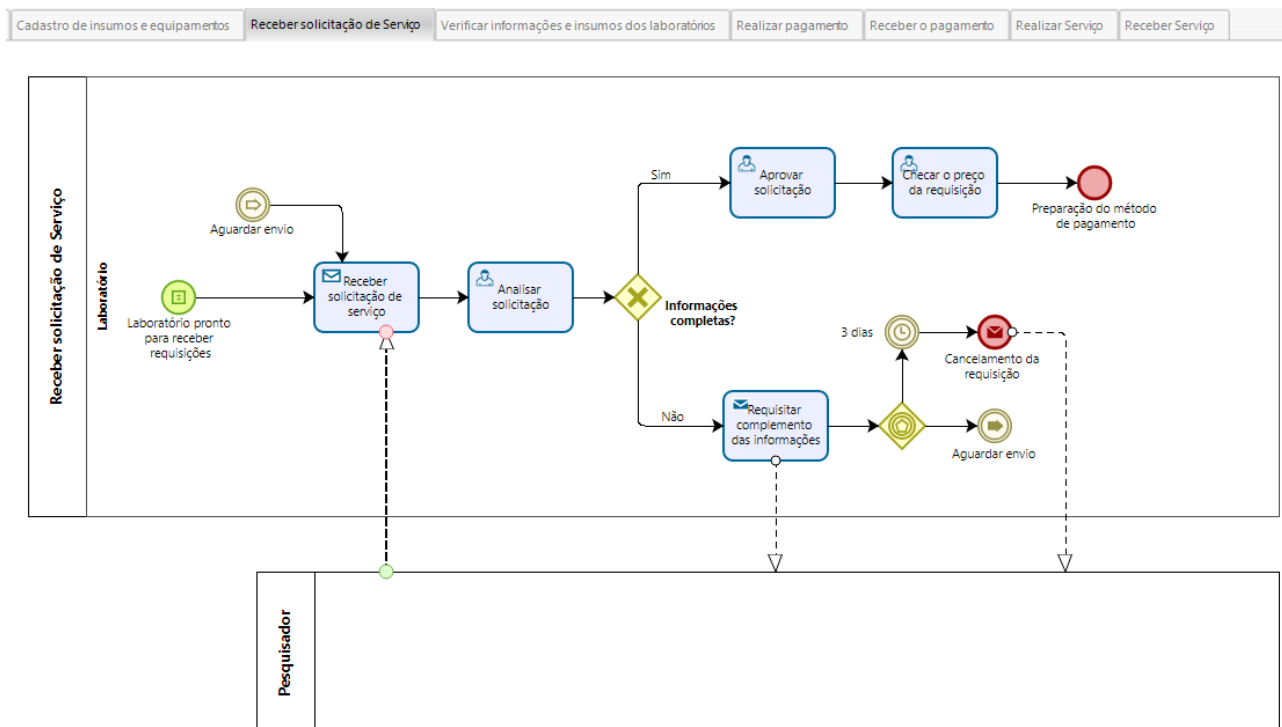 Cadastro de insumos e equipamentos
Receber solicitação de Serviço
Verificar informações e insumos dos laboratórios
Realizar pagamento
Receber o pagamento
Realizar Serviço
Receber Serviço
Receber solicitação de Serviço
Laboratório
Aguardar envio
Laboratório pronto
para receber
requisições
Receber
solicitação de
serviço
Analisar
solicitação
Informações
completas?
Sim
Aprovar
solicitação
Checar o preço
da requisição
Preparação do método
de pagamento
Não
Requisitar
complemento
das informações
3 dias
Cancelamento da
requisição
Aguardar envio
Pesquisador